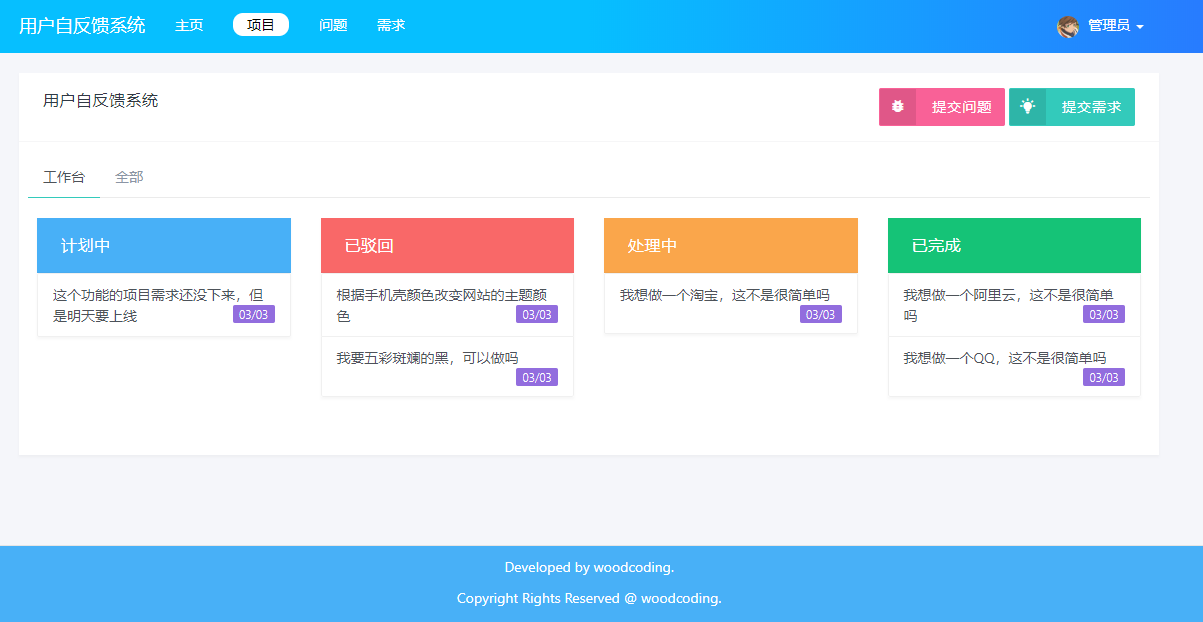 用户自反馈系统 主页 项目 问题 需求 管理员
用户自反馈系统 提交问题 提交需求
工作台 全部
计划中
这个功能的项目需求还没下来，但
是明天要上线 03/03
已驳回
根据手机壳颜色改变网站的主题颜
色 03/03
我要五彩斑斓的黑，可以做吗
03/03
处理中
我想做一个淘宝，这不是很简单吗
03/03
已完成
我想做一个阿里云，这不是很简单
吗 03/03
我想做一个QQ，这不是很简单吗
03/03
Developed by woodcoding.
Copyright Rights Reserved @ woodcoding.